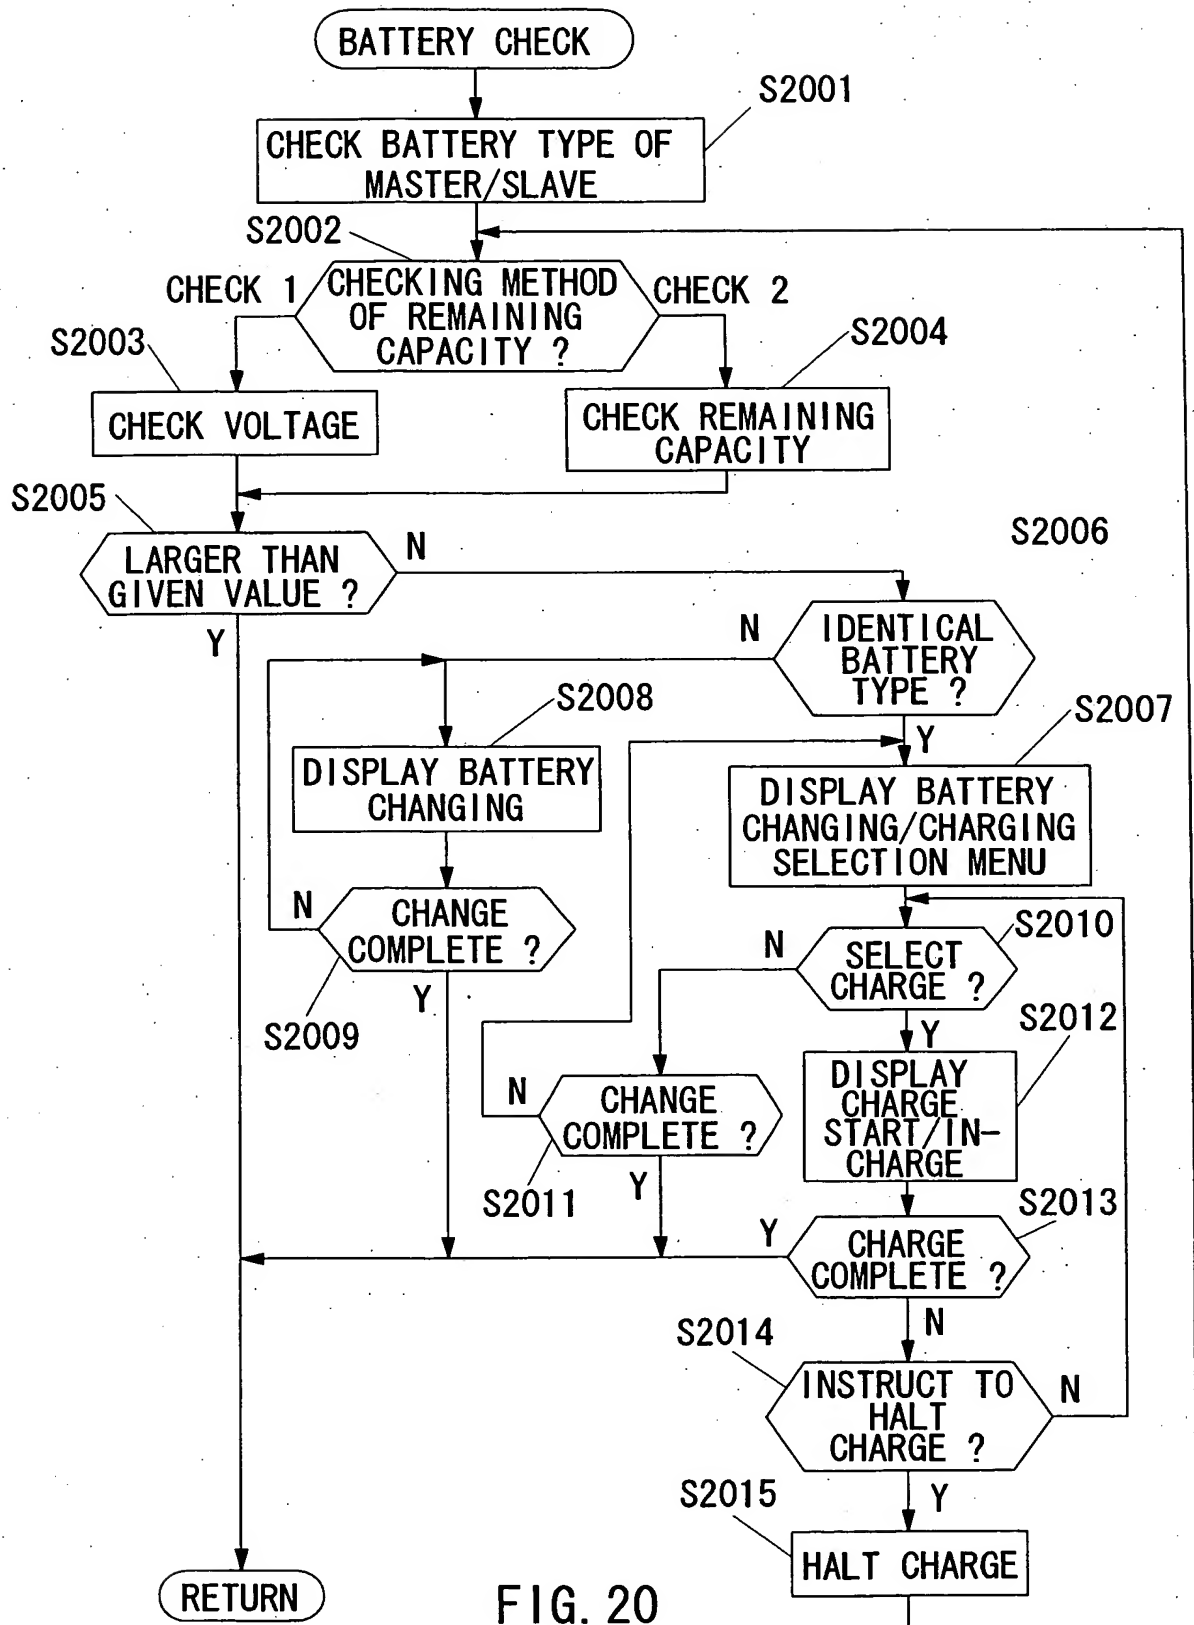 BATTERY CHECK
S2001
CHECK BATTERY TYPE OF
MASTER/SLAVE
S2002
CHECK 1
CHECKING METHOD
OF REMAINING
CAPACITY ?
CHECK 2
S2003
S2004
CHECK VOLTAGE
CHECK REMAINING
CAPACITY
S2005
LARGER THAN
GIVEN VALUE ?
N
Y
S2006
N
IDENTICAL
BATTERY
TYPE ?
Y
S2008
S2007
DISPLAY BATTERY
CHANGING
DISPLAY BATTERY
CHANGING/CHARGING
SELECTION MENU
N
CHANGE
COMPLETE ?
Y
S2009
N
SELECT
CHARGE ?
S2010
Y
S2012
N
CHANGE
COMPLETE ?
Y
S2011
DISPLAY
CHARGE
START/IN-
CHARGE
S2013
Y
CHARGE
COMPLETE ?
N
S2014
INSTRUCT TO
HALT
CHARGE ?
N
Y
S2015
HALT CHARGE
RETURN
FIG. 20